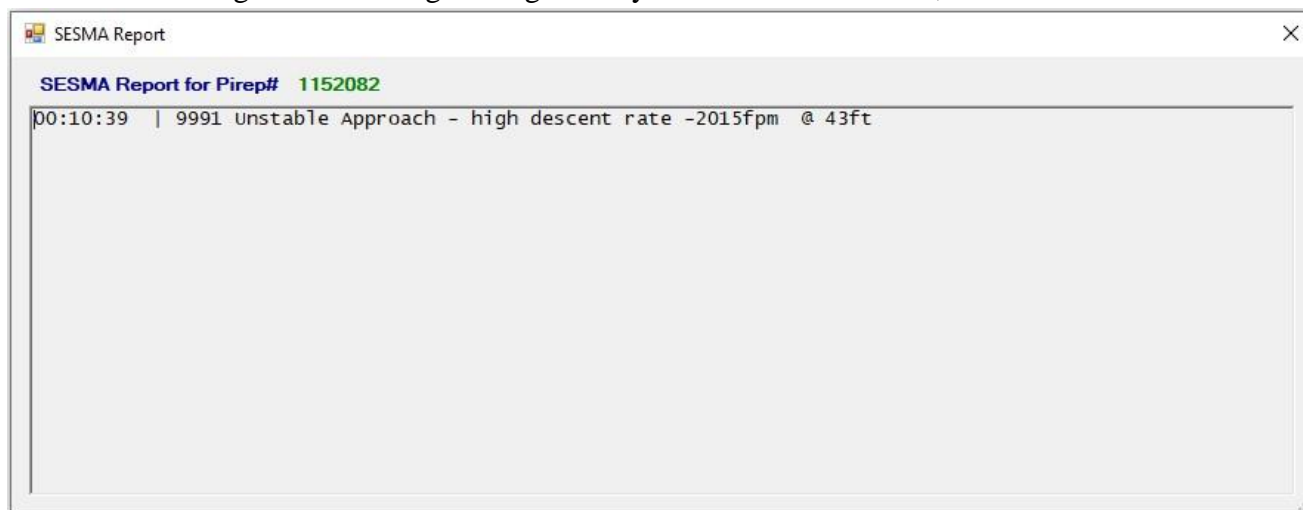 SESMA Report
SESMA Report for Pirep# 1152082
00:10:39 | 9991 Unstable Approach - high descent rate -2015fpm @ 43ft